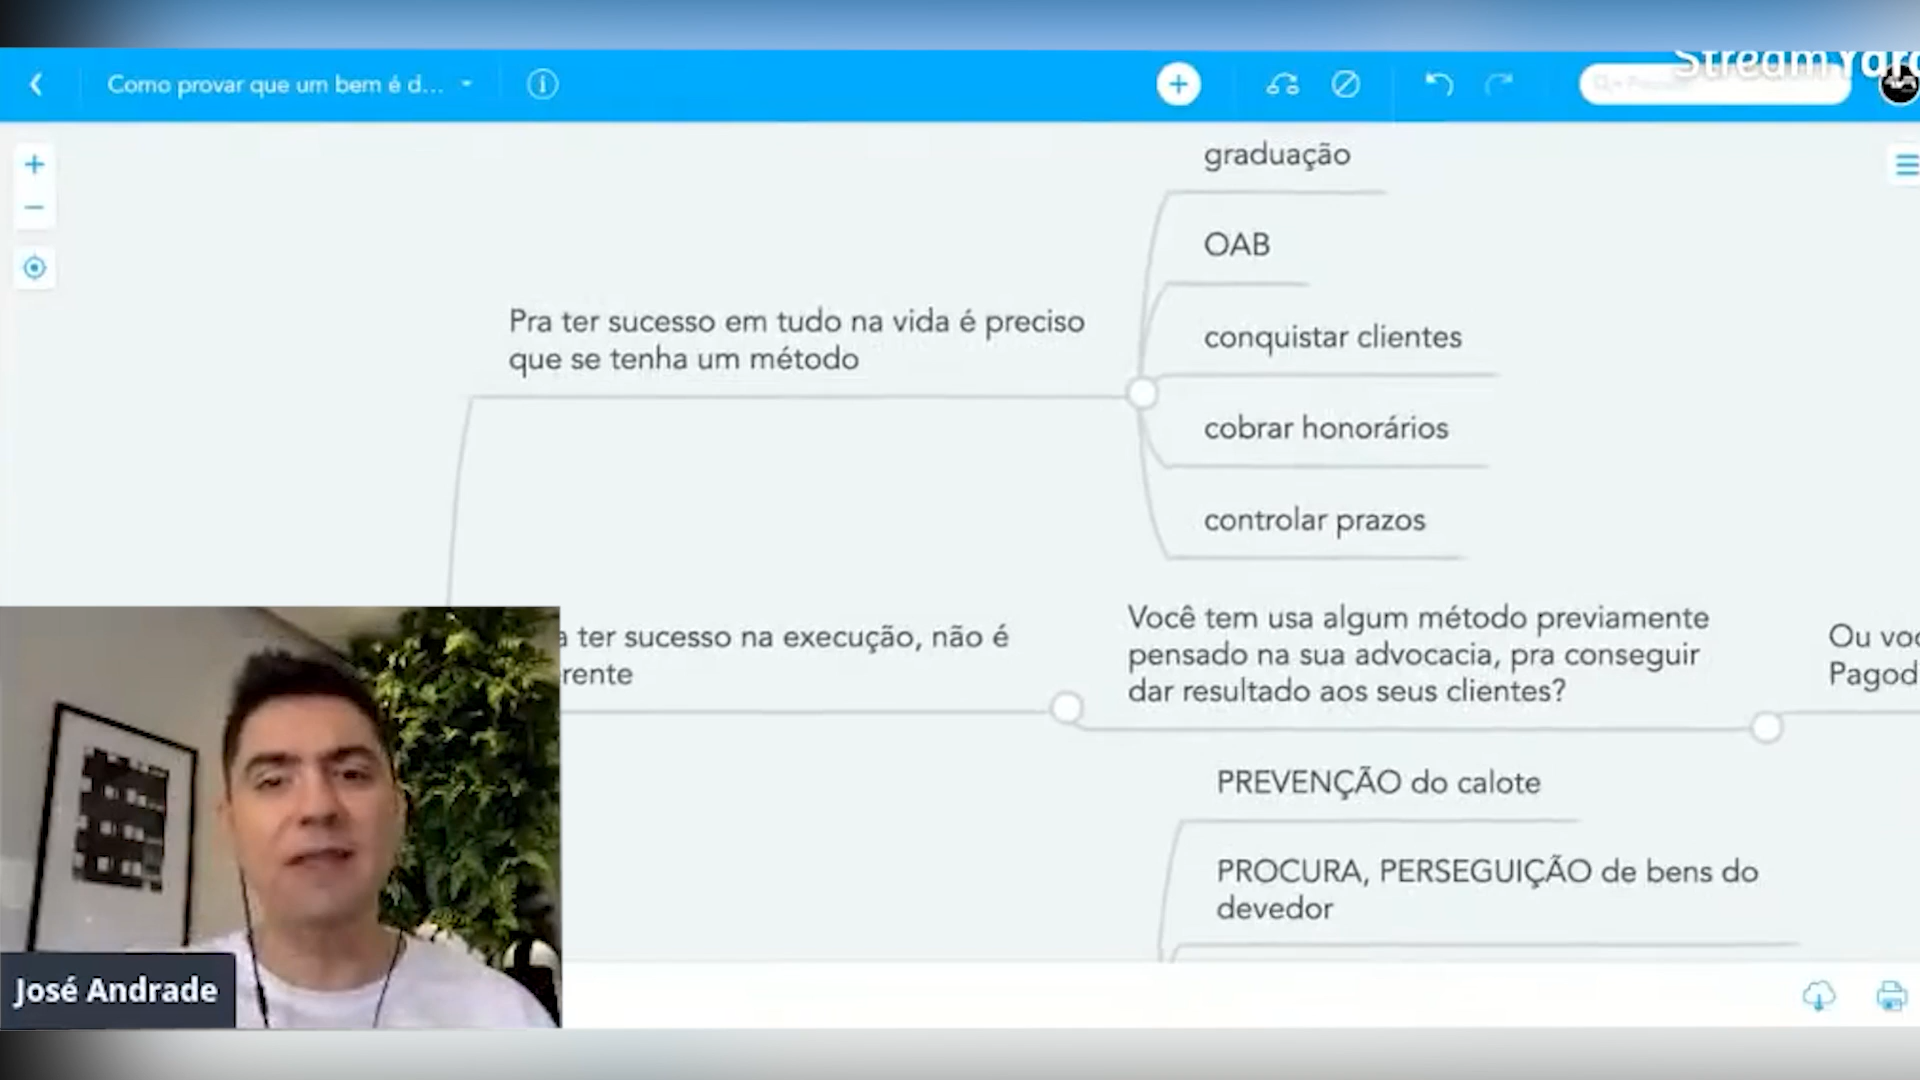 Como provar que um bem é d...
graduação
OAB
conquistar clientes
cobrar honorários
controlar prazos
Pra ter sucesso em tudo na vida é preciso
que se tenha um método
ter sucesso na execução, não é
rente
Você tem usa algum método previamente
pensado na sua advocacia, pra conseguir
dar resultado aos seus clientes?
Ou voc
Pagod
PREVENÇÃO do calote
PROCURA, PERSEGUIÇÃO de bens do
devedor
José Andrade